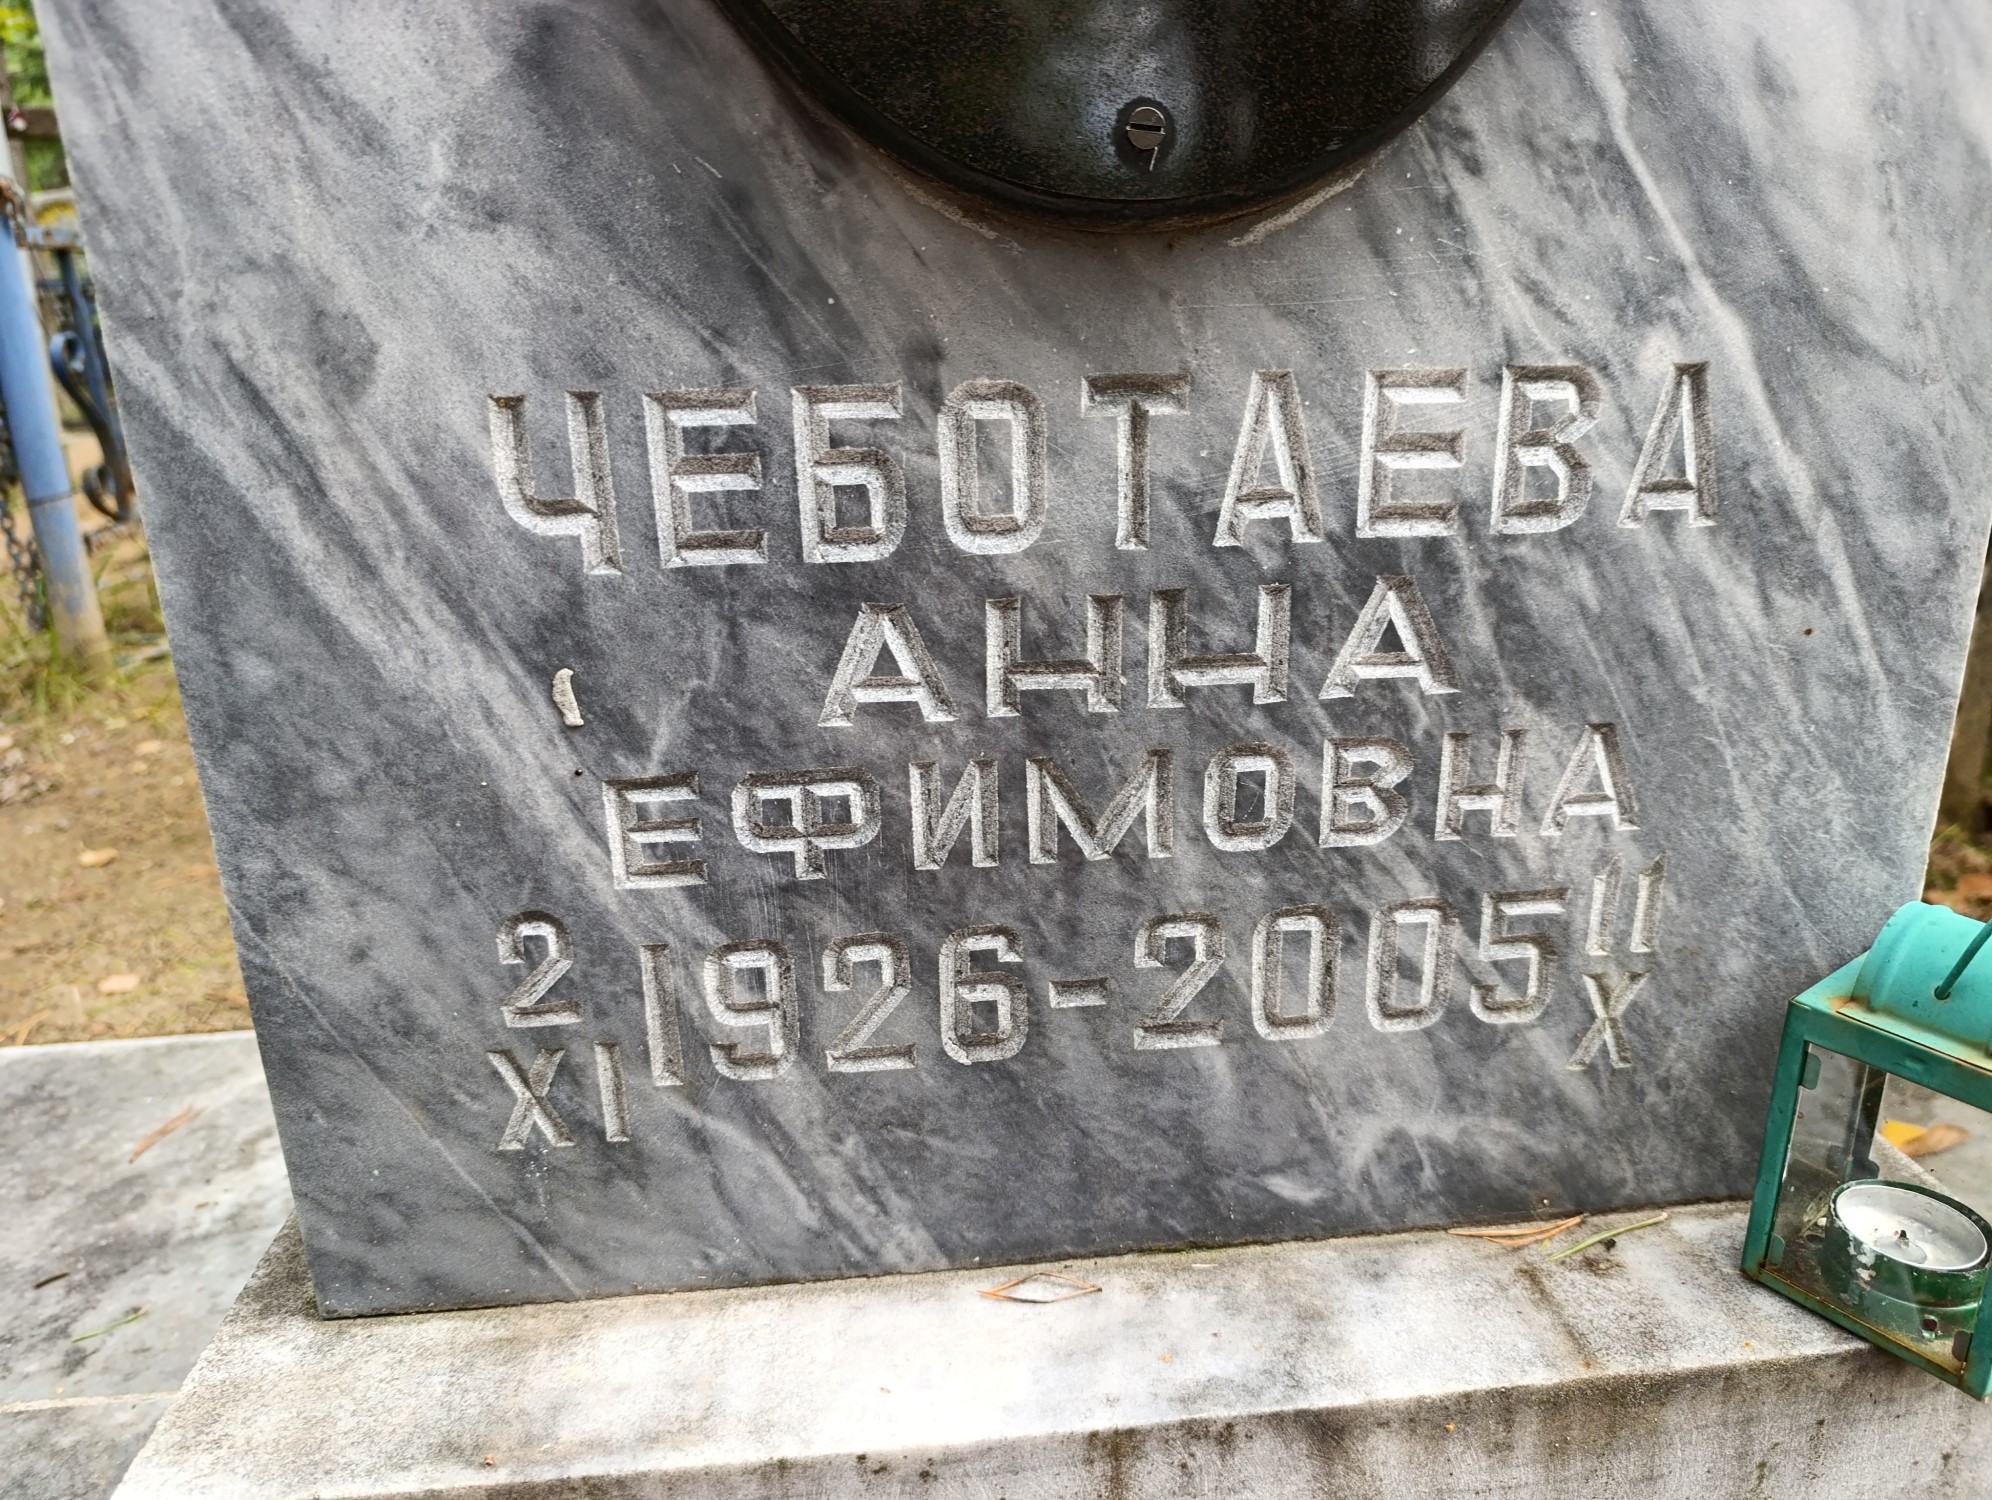 ЧЕБОТАЕВА
АННА
ЕФИМОВНА
2 XI 1926-2005 11 X